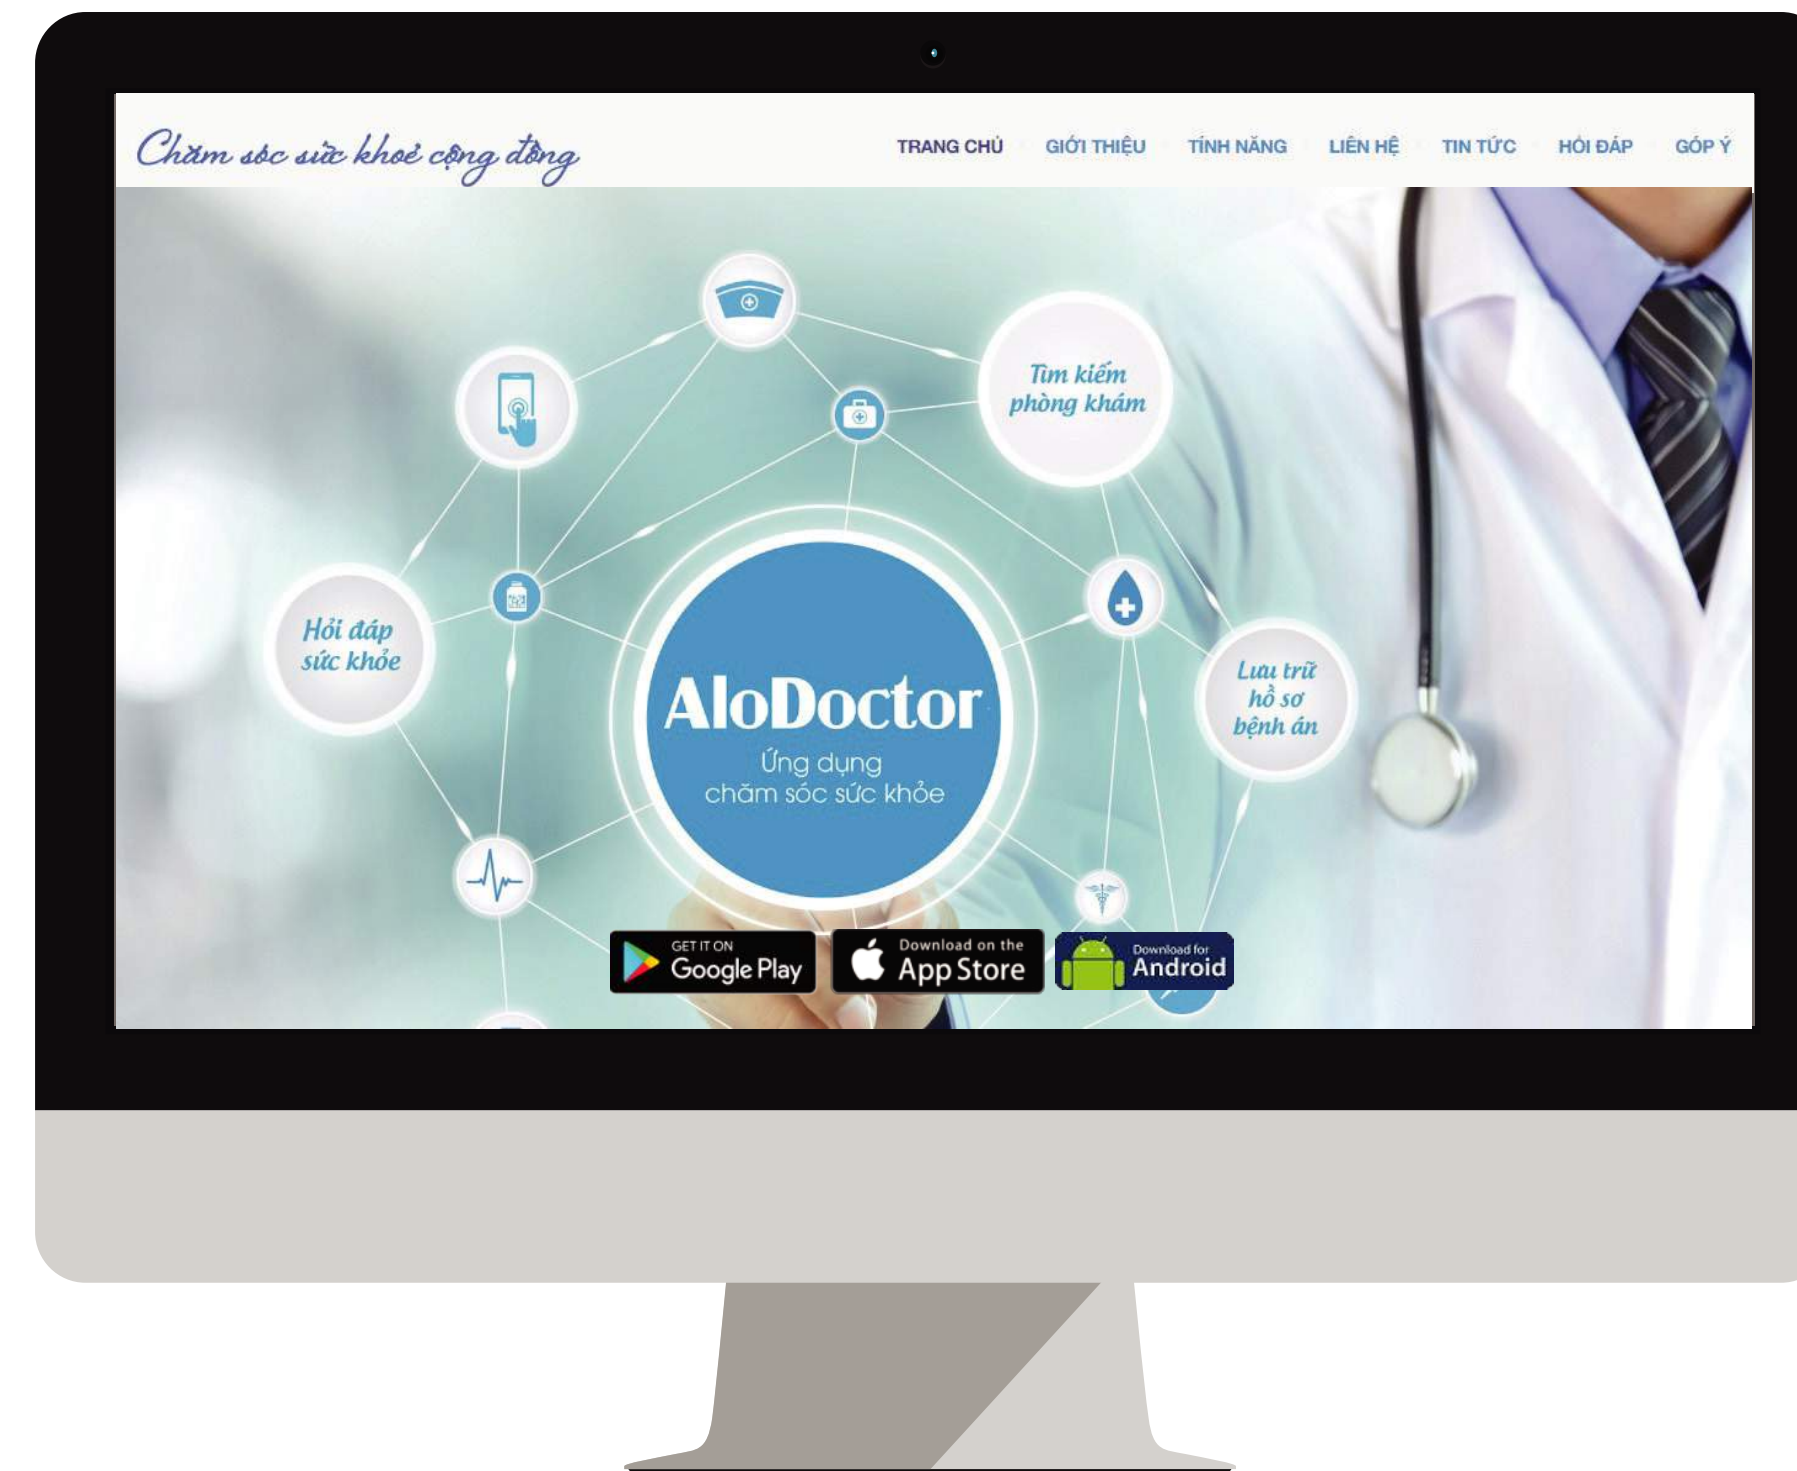 Chăm sóc sức khoẻ cộng đồng
TRANG CHỦ GIỚI THIỆU TÍNH NĂNG LIÊN HỆ TIN TỨC HỎI ĐÁP GÓP Ý
Tìm kiếm
phòng khám
Hỏi đáp
sức khỏe
Lưu trữ
hồ sơ
bệnh án
AloDoctor
Ứng dụng
chăm sóc sức khỏe
GET IT ON
Google Play
Download on the
App Store
Download for
Android